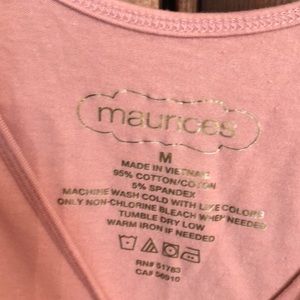 maurices
M
MADE IN VIETNAM
95% COTTON/COTON
5% SPANDEX
MACHINE WASH COLD WITH LIKE COLORS
ONLY NON-CHLORINE BLEACH WHEN NEEDED
TUMBLE DRY LOW
WARM IRON IF NEEDED
RN# 51783
CA# 56910